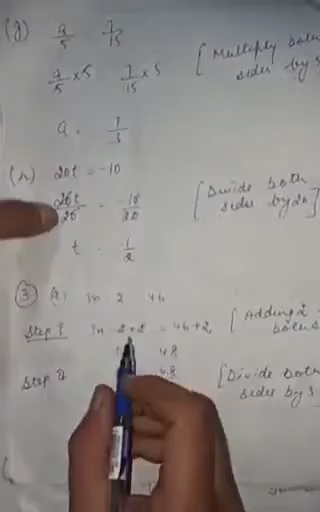 (g) a/5 = 7/15 [Multiply both sides by 5
a/5 × 5 7/15 × 5
a = 1/3
(h) 20t = -10
20t/20 = -10/20 [Divide both sides by 20
t = 1/2
③ (a) 3n 2 46
Step 1 3n - 2 + 2 = 46 + 2 [Adding 2
48
Step 2 48 [Divide both sides by 3